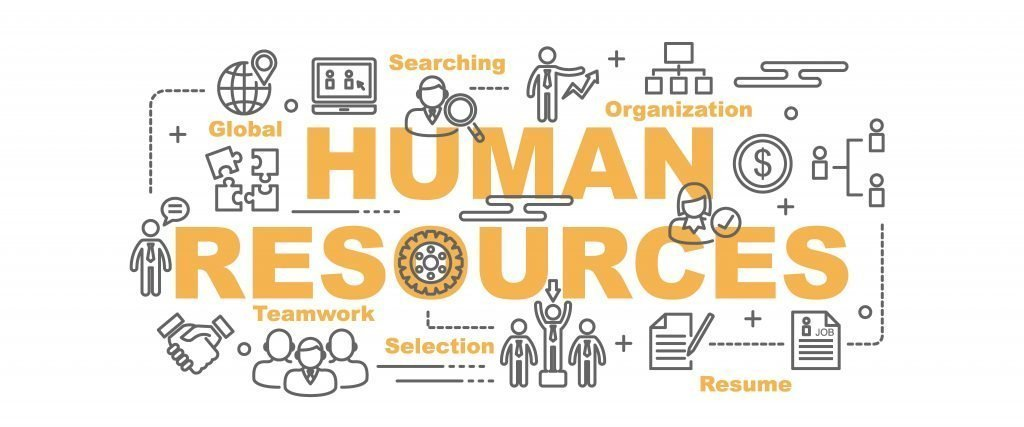 Searching
Organization
Global
HUMAN
$
RESOURCES
Teamwork
Selection
JOB
Resume